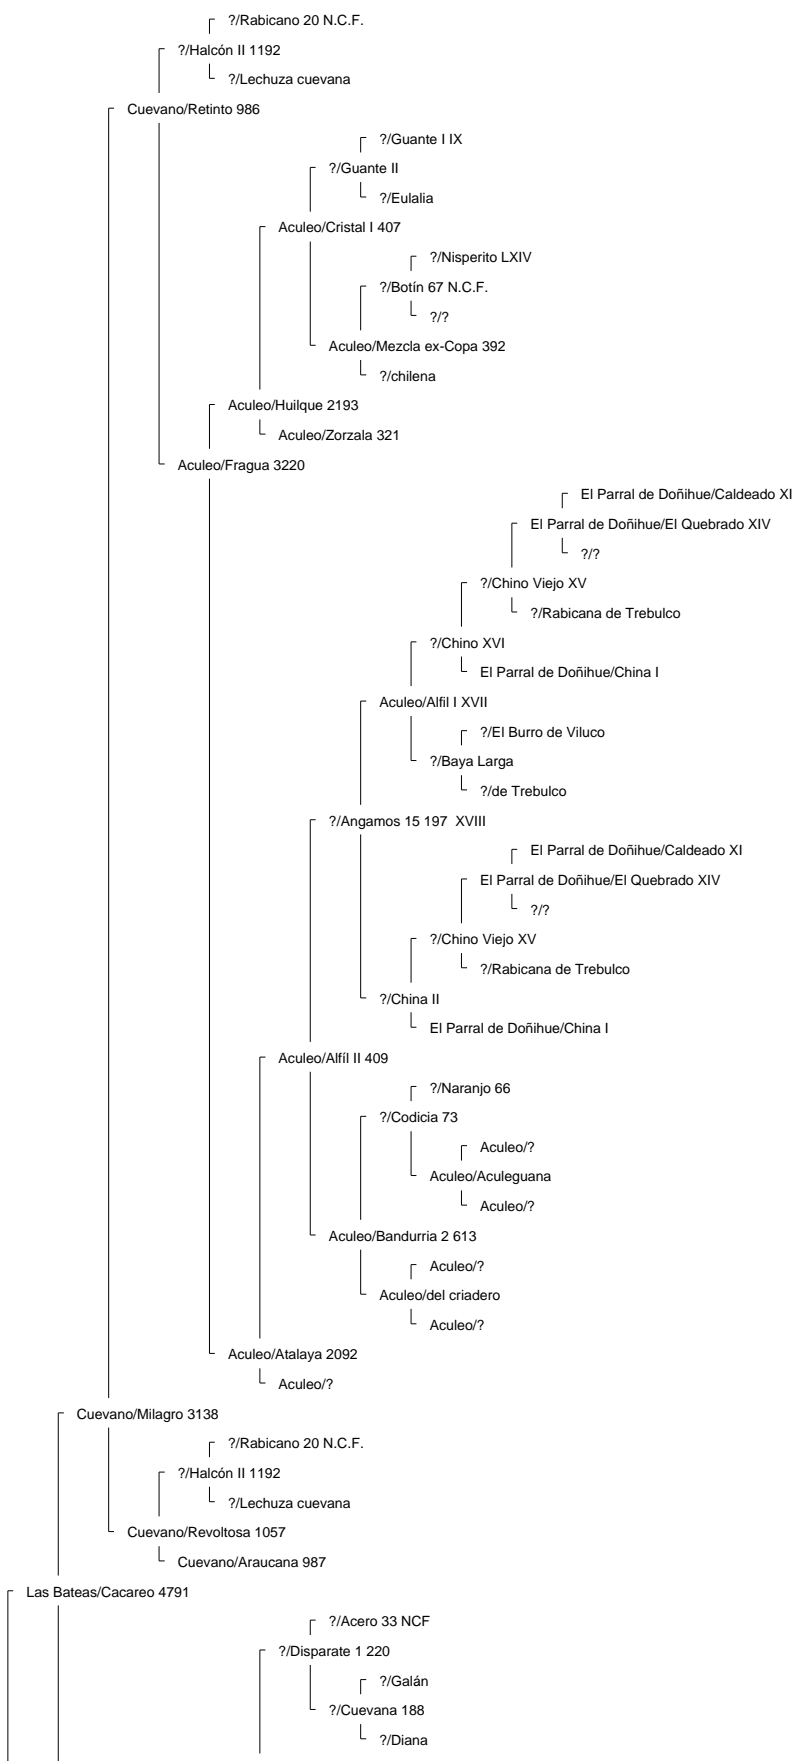 ?/Rabicano 20 N.C.F.
?/Halcón II 1192
?/Lechuza cuevana
Cuevano/Retinto 986
?/Guante I IX
?/Guante II
?/Eulalia
Aculeo/Cristal I 407
?/Nisperito LXIV
?/Botín 67 N.C.F.
?/?
Aculeo/Mezcla ex-Copa 392
?/chilena
Aculeo/Huilque 2193
Aculeo/Zorzala 321
Aculeo/Fragua 3220
El Parral de Doñihue/Caldeado XI
El Parral de Doñihue/El Quebrado XIV
?/?
?/Chino Viejo XV
?/Rabicana de Trebulco
?/Chino XVI
El Parral de Doñihue/China I
Aculeo/Alfil I XVII
?/El Burro de Viluco
?/Baya Larga
?/de Trebulco
?/Angamos 15 197 XVIII
El Parral de Doñihue/Caldeado XI
El Parral de Doñihue/El Quebrado XIV
?/?
?/Chino Viejo XV
?/Rabicana de Trebulco
?/China II
El Parral de Doñihue/China I
Aculeo/Alfíl II 409
?/Naranjo 66
?/Codicia 73
Aculeo/?
Aculeo/Aculeguana
Aculeo/?
Aculeo/Bandurria 2 613
Aculeo/?
Aculeo/del criadero
Aculeo/?
Aculeo/Atalaya 2092
Aculeo/?
Cuevano/Milagro 3138
?/Rabicano 20 N.C.F.
?/Halcón II 1192
?/Lechuza cuevana
Cuevano/Revoltosa 1057
Cuevano/Araucana 987
Las Bateas/Cacareo 4791
?/Acero 33 NCF
?/Disparate 1 220
?/Galán
?/Cuevana 188
?/Diana